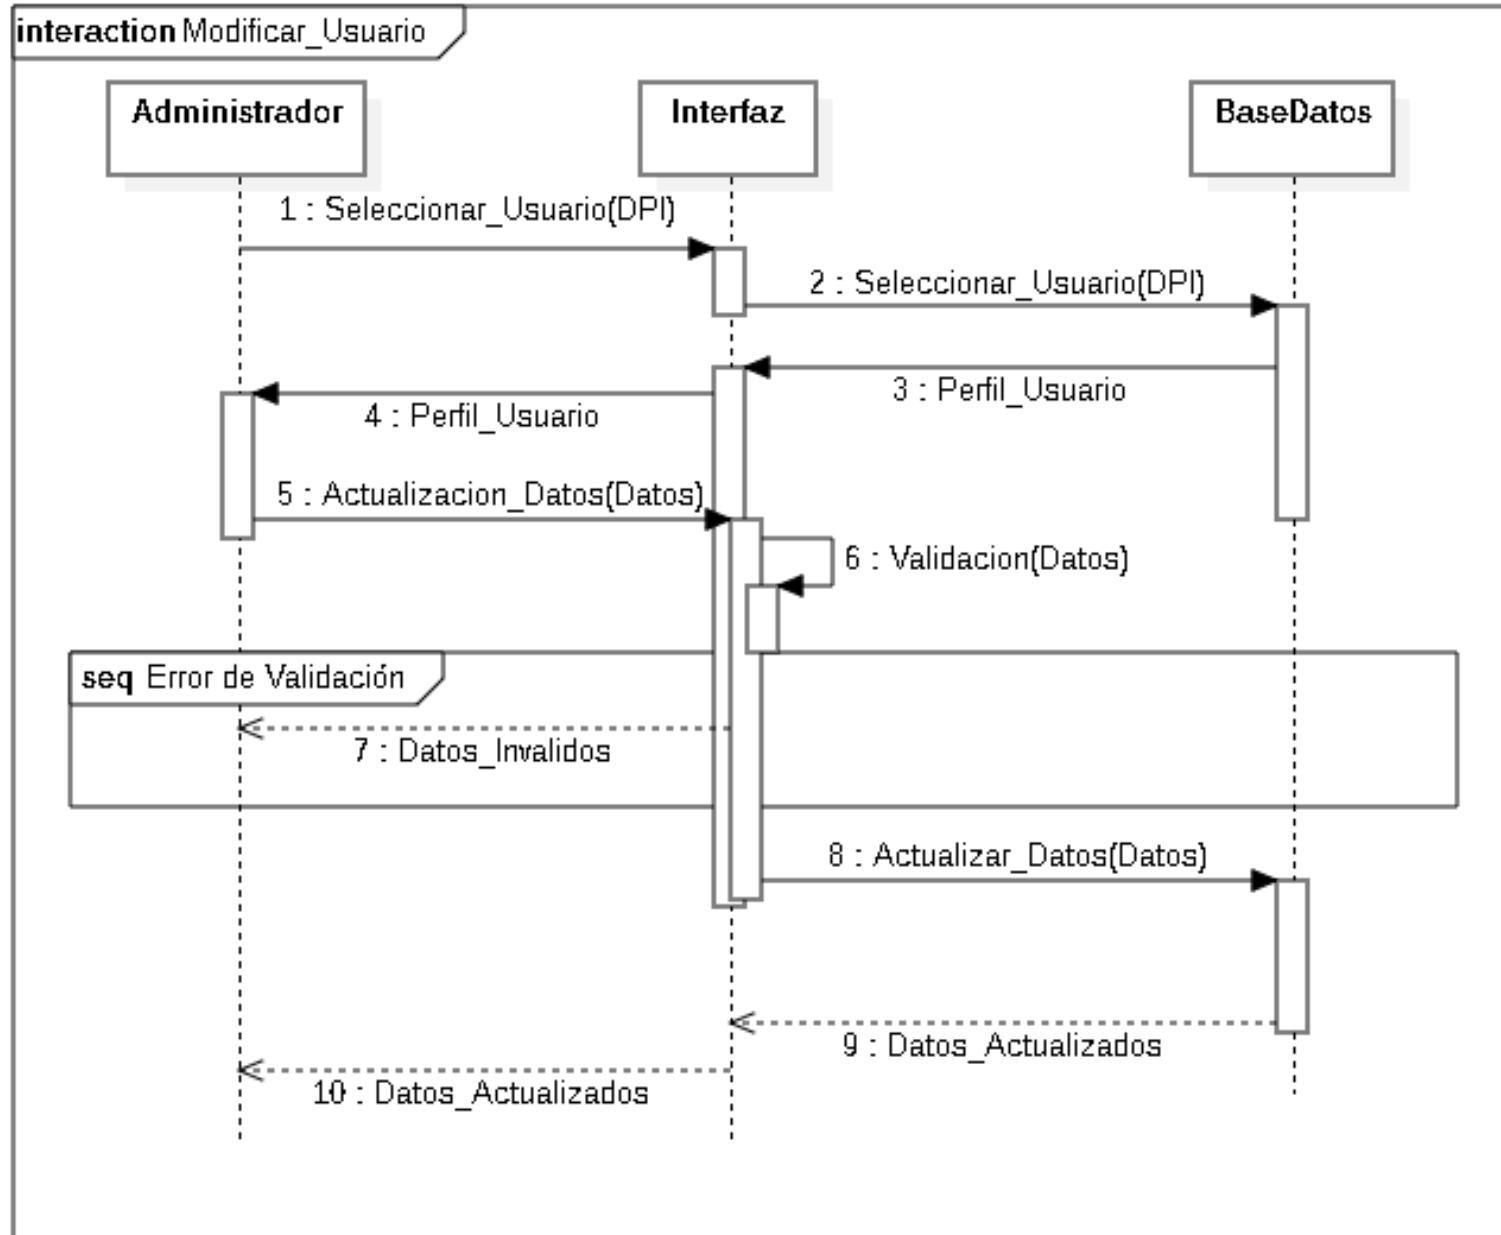 interaction Modificar_Usuario
Administrador
Interfaz
BaseDatos
1 : Seleccionar_Usuario(DPI)
2 : Seleccionar_Usuario(DPI)
3 : Perfil_Usuario
4 : Perfil_Usuario
5 : Actualizacion_Datos(Datos)
6 : Validacion(Datos)
seq Error de Validación
7 : Datos_Invalidos
8 : Actualizar_Datos(Datos)
9 : Datos_Actualizados
10 : Datos_Actualizados